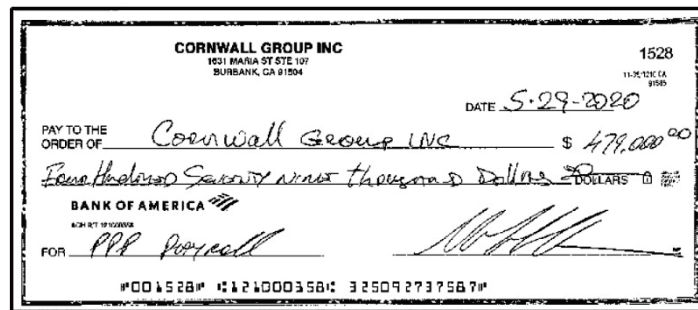 CORNWALL GROUP INC
1631 MARIA ST STE 107
BURBANK, CA 91504
1528
DATE 5-29-2020
PAY TO THE
ORDER OF Cornwall Group INC $ 479,000 00
Four Hundred Seventy nine thousand Dollars DOLLARS
BANK OF AMERICA
ACH R/T 121000358
FOR PPP Payroll
⑈001528⑈ ⑆121000358⑆ 325092737587⑈